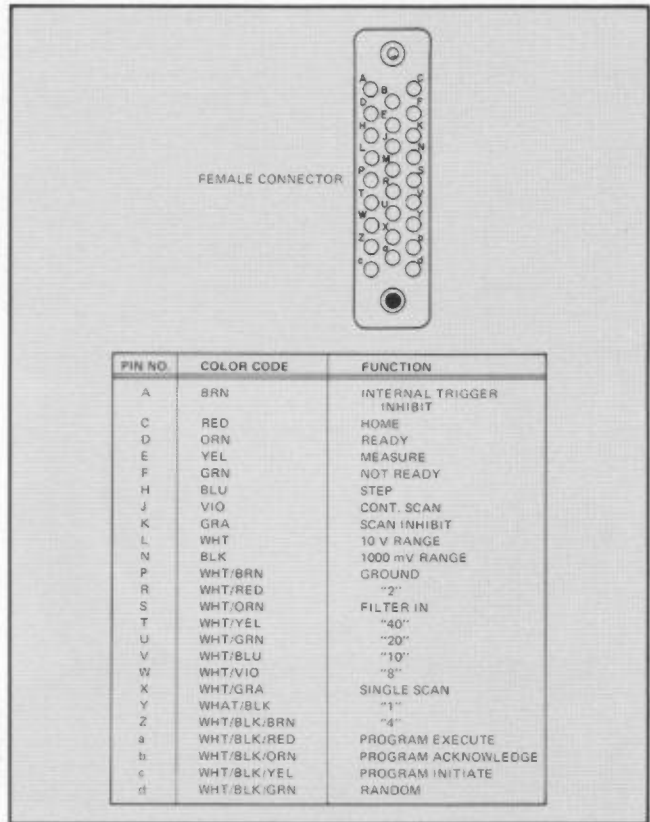 A B C
D E F
H J K
L M N
P R S
T U V
W X Y
Z a b
c d
FEMALE CONNECTOR
PIN NO. COLOR CODE FUNCTION
A BRN INTERNAL TRIGGER
INHIBIT
C RED HOME
D ORN READY
E YEL MEASURE
F GRN NOT READY
H BLU STEP
J VIO CONT. SCAN
K GRA SCAN INHIBIT
L WHT 10 V RANGE
N BLK 1000 mV RANGE
P WHT/BRN GROUND
R WHT/RED "2"
S WHT/ORN FILTER IN
T WHT/YEL "40"
U WHT/GRN "20"
V WHT/BLU "10"
W WHT/VIO "8"
X WHT/GRA SINGLE SCAN
Y WHAT/BLK "1"
Z WHT/BLK/BRN "4"
a WHT/BLK/RED PROGRAM EXECUTE
b WHT/BLK/ORN PROGRAM ACKNOWLEDGE
c WHT/BLK/YEL PROGRAM INITIATE
d WHT/BLK/GRN RANDOM